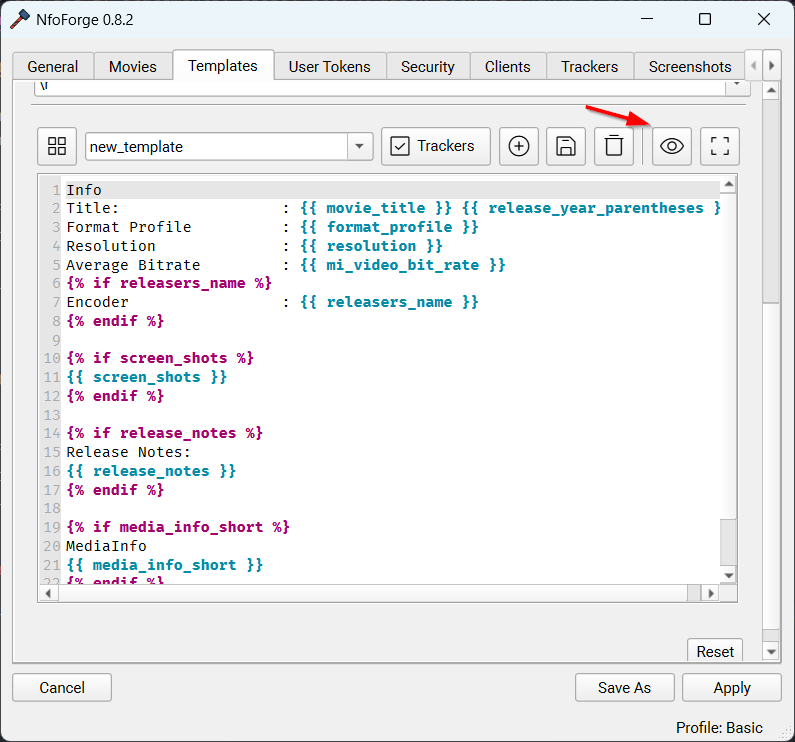 NfoForge 0.8.2
General Movies Templates User Tokens Security Clients Trackers Screenshots
new_template Trackers
1 Info
2 Title: : {{ movie_title }} {{ release_year_parentheses }
3 Format Profile : {{ format_profile }}
4 Resolution : {{ resolution }}
5 Average Bitrate : {{ mi_video_bit_rate }}
6 {% if releasers_name %}
7 Encoder : {{ releasers_name }}
8 {% endif %}
9
10 {% if screen_shots %}
11 {{ screen_shots }}
12 {% endif %}
13
14 {% if release_notes %}
15 Release Notes:
16 {{ release_notes }}
17 {% endif %}
18
19 {% if media_info_short %}
20 MediaInfo
21 {{ media_info_short }}
22 {% endif %}
Reset
Cancel Save As Apply
Profile: Basic